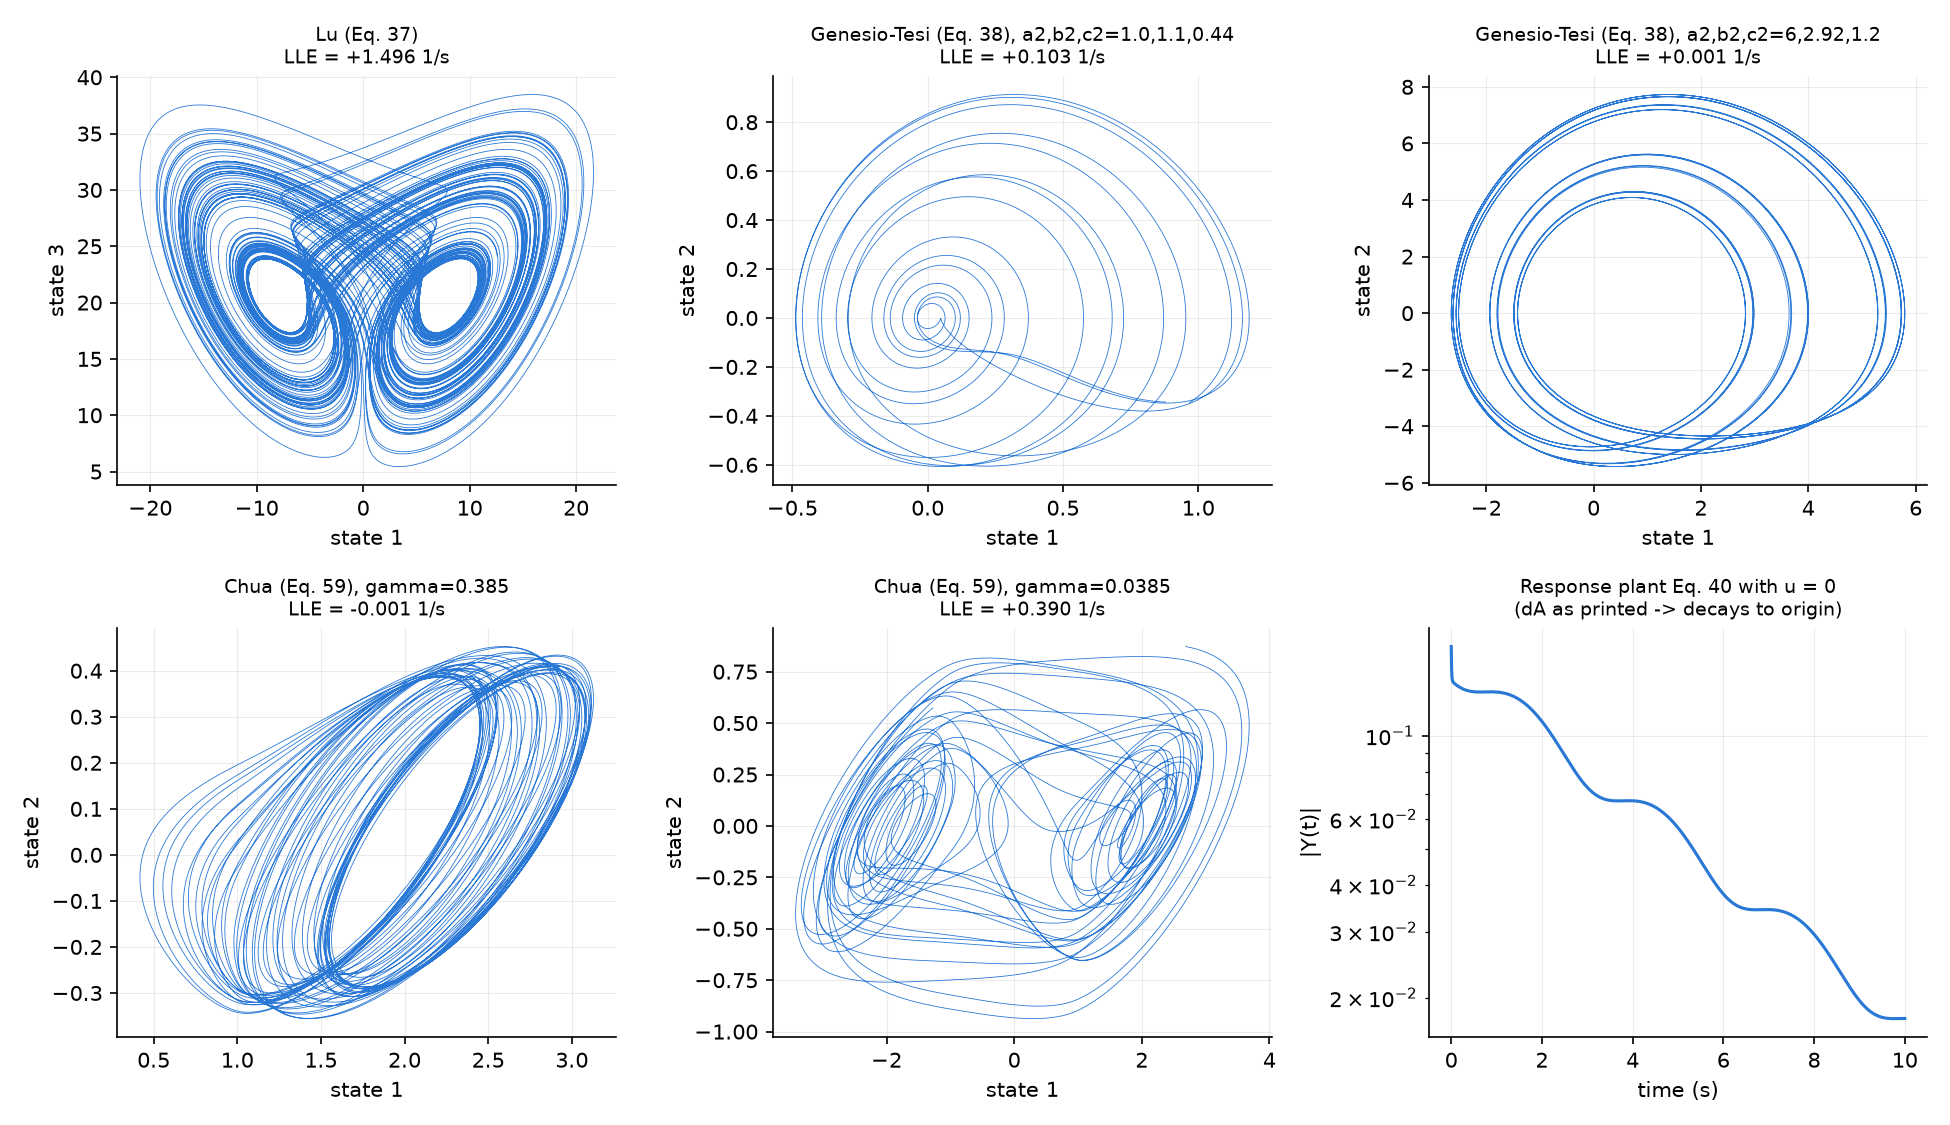 Lu (Eq. 37)
LLE = +1.496 1/s
40
35
30
25
20
15
10
5
state 3
−20 −10 0 10 20
state 1
Genesio-Tesi (Eq. 38), a2,b2,c2=1.0,1.1,0.44
LLE = +0.103 1/s
0.8
0.6
0.4
0.2
0.0
−0.2
−0.4
−0.6
state 2
−0.5 0.0 0.5 1.0
state 1
Genesio-Tesi (Eq. 38), a2,b2,c2=6,2.92,1.2
LLE = +0.001 1/s
8
6
4
2
0
−2
−4
−6
state 2
−2 0 2 4 6
state 1
Chua (Eq. 59), gamma=0.385
LLE = -0.001 1/s
0.4
0.3
0.2
0.1
0.0
−0.1
−0.2
−0.3
state 2
0.5 1.0 1.5 2.0 2.5 3.0
state 1
Chua (Eq. 59), gamma=0.0385
LLE = +0.390 1/s
0.75
0.50
0.25
0.00
−0.25
−0.50
−0.75
−1.00
state 2
−2 0 2 4
state 1
Response plant Eq. 40 with u = 0
(dA as printed -> decays to origin)
10⁻¹
6 × 10⁻²
4 × 10⁻²
3 × 10⁻²
2 × 10⁻²
|Y(t)|
0 2 4 6 8 10
time (s)